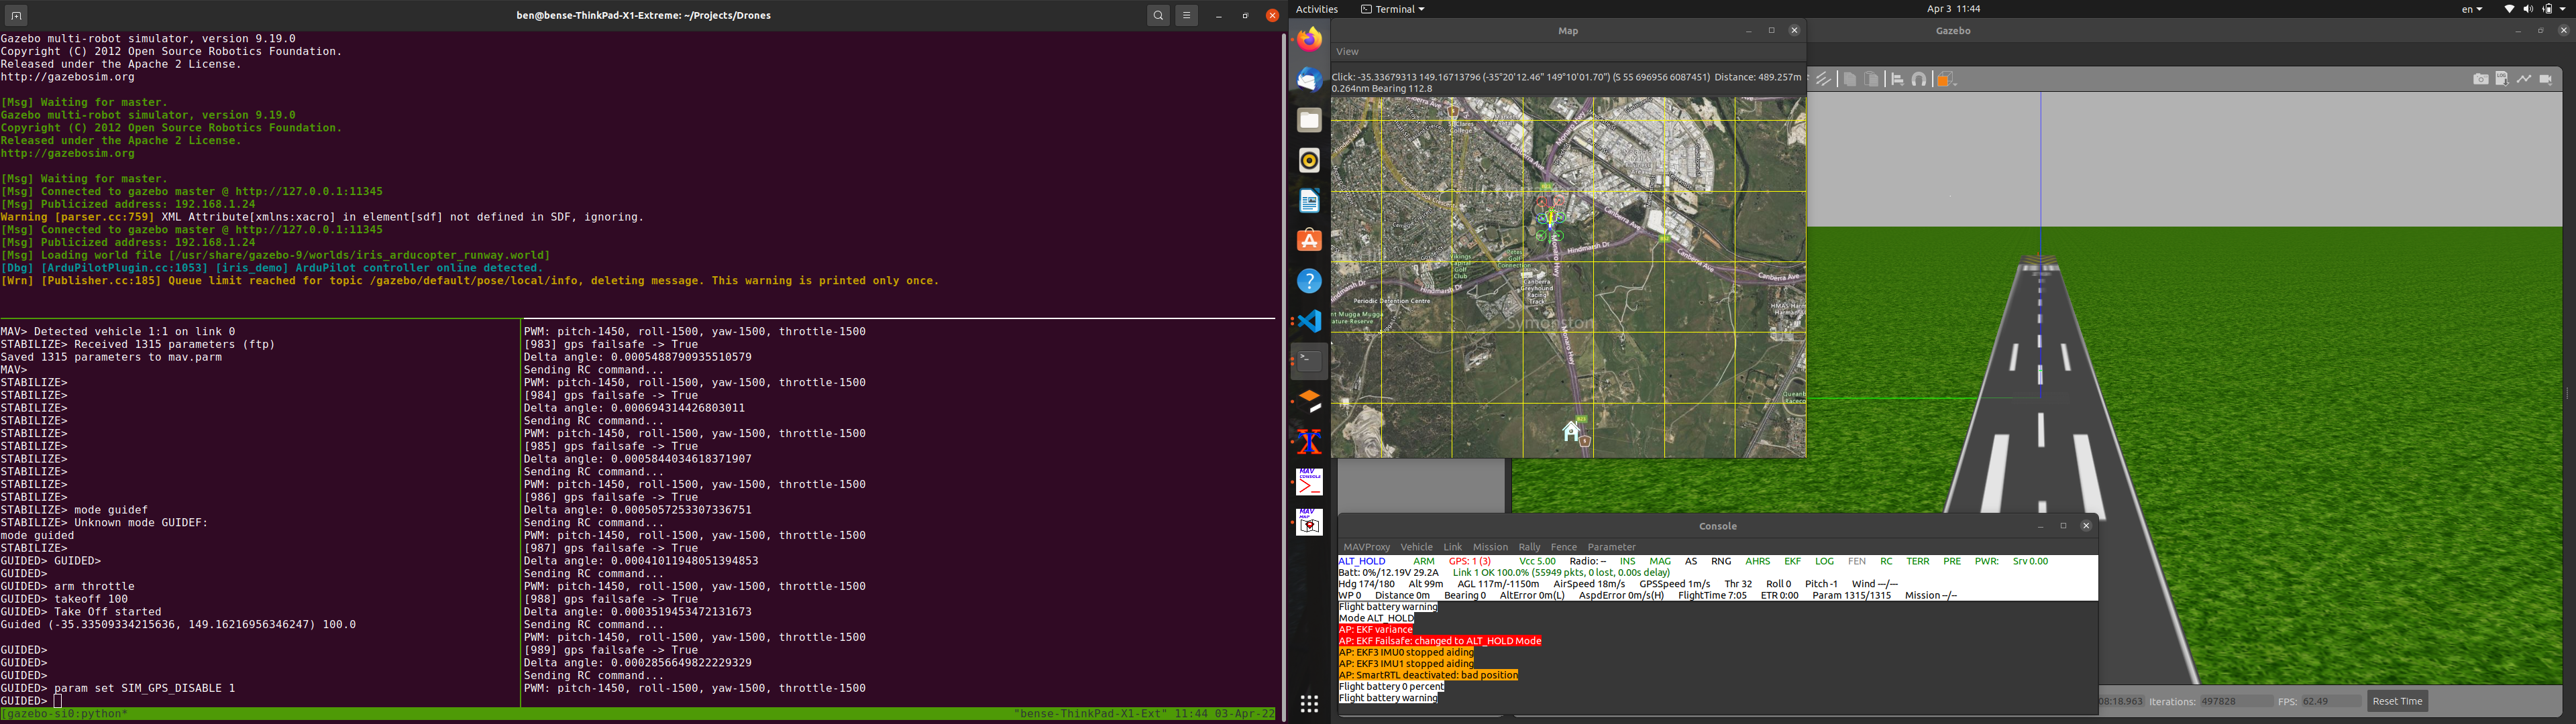 ben@bense-ThinkPad-X1-Extreme: ~/Projects/Drones
Gazebo multi-robot simulator, version 9.19.0
Copyright (C) 2012 Open Source Robotics Foundation.
Released under the Apache 2 License.
http://gazebosim.org
[Msg] Waiting for master.
Gazebo multi-robot simulator, version 9.19.0
Copyright (C) 2012 Open Source Robotics Foundation.
Released under the Apache 2 License.
http://gazebosim.org
[Msg] Waiting for master.
[Msg] Connected to gazebo master @ http://127.0.0.1:11345
[Msg] Publicized address: 192.168.1.24
Warning [parser.cc:759] XML Attribute[xmlns:xacro] in element[sdf] not defined in SDF, ignoring.
[Msg] Connected to gazebo master @ http://127.0.0.1:11345
[Msg] Publicized address: 192.168.1.24
[Msg] Loading world file [/usr/share/gazebo-9/worlds/iris_arducopter_runway.world]
[Dbg] [ArduPilotPlugin.cc:1053] [iris_demo] ArduPilot controller online detected.
[Wrn] [Publisher.cc:185] Queue limit reached for topic /gazebo/default/pose/local/info, deleting message. This warning is printed only once.
MAV> Detected vehicle 1:1 on link 0
STABILIZE> Received 1315 parameters (ftp)
Saved 1315 parameters to mav.parm
MAV>
STABILIZE>
STABILIZE>
STABILIZE>
STABILIZE>
STABILIZE>
STABILIZE>
STABILIZE>
STABILIZE>
STABILIZE>
STABILIZE>
STABILIZE> mode guidef
STABILIZE> Unknown mode GUIDEF:
mode guided
STABILIZE>
GUIDED> GUIDED>
GUIDED>
GUIDED> arm throttle
GUIDED> takeoff 100
GUIDED> Take Off started
Guided (-35.33509334215636, 149.16216956346247) 100.0
GUIDED>
GUIDED>
GUIDED>
GUIDED> param set SIM_GPS_DISABLE 1
GUIDED>
PWM: pitch-1450, roll-1500, yaw-1500, throttle-1500
[983] gps failsafe -> True
Delta angle: 0.0005488790935510579
Sending RC command...
PWM: pitch-1450, roll-1500, yaw-1500, throttle-1500
[984] gps failsafe -> True
Delta angle: 0.000694314426803011
Sending RC command...
PWM: pitch-1450, roll-1500, yaw-1500, throttle-1500
[985] gps failsafe -> True
Delta angle: 0.0005844034618371907
Sending RC command...
PWM: pitch-1450, roll-1500, yaw-1500, throttle-1500
[986] gps failsafe -> True
Delta angle: 0.0005057253307336751
Sending RC command...
PWM: pitch-1450, roll-1500, yaw-1500, throttle-1500
[987] gps failsafe -> True
Delta angle: 0.00041011948051394853
Sending RC command...
PWM: pitch-1450, roll-1500, yaw-1500, throttle-1500
[988] gps failsafe -> True
Delta angle: 0.0003519453472131673
Sending RC command...
PWM: pitch-1450, roll-1500, yaw-1500, throttle-1500
[989] gps failsafe -> True
Delta angle: 0.0002856649822229329
Sending RC command...
PWM: pitch-1450, roll-1500, yaw-1500, throttle-1500
[gazebo-si0:python* "bense-ThinkPad-X1-Ext" 11:44 03-Apr-22
Activities Terminal Apr 3 11:44 en
Map
View
Click: -35.33679313 149.16713796 (-35°20'12.46" 149°10'01.70") (S 55 696956 6087451) Distance: 489.257m
0.264nm Bearing 112.8
Canberra Ave
Hindmarsh Dr
Canberra Ave
Canberra Ave
Hindmarsh Dr
Canberra
Greyhound
Racing
Track
Periodic Detention Centre
Symonston
Monaro Hwy
Monaro Hwy
Gazebo
Console
MAVProxy Vehicle Link Mission Rally Fence Parameter
ALT_HOLD ARM GPS: 1 (3) Vcc 5.00 Radio: -- INS MAG AS RNG AHRS EKF LOG FEN RC TERR PRE PWR: Srv 0.00
Batt: 0%/12.19V 29.2A Link 1 OK 100.0% (55949 pkts, 0 lost, 0.00s delay)
Hdg 174/180 Alt 99m AGL 117m/-1150m AirSpeed 18m/s GPSSpeed 1m/s Thr 32 Roll 0 Pitch -1 Wind ---/---
WP 0 Distance 0m Bearing 0 AltError 0m(L) AspdError 0m/s(H) FlightTime 7:05 ETR 0:00 Param 1315/1315 Mission --/--
Flight battery warning
Mode ALT_HOLD
AP: EKF variance
AP: EKF Failsafe: changed to ALT_HOLD Mode
AP: EKF3 IMU0 stopped aiding
AP: EKF3 IMU1 stopped aiding
AP: SmartRTL deactivated: bad position
Flight battery 0 percent
Flight battery warning
08:18.963 Iterations: 497828 FPS: 62.49 Reset Time